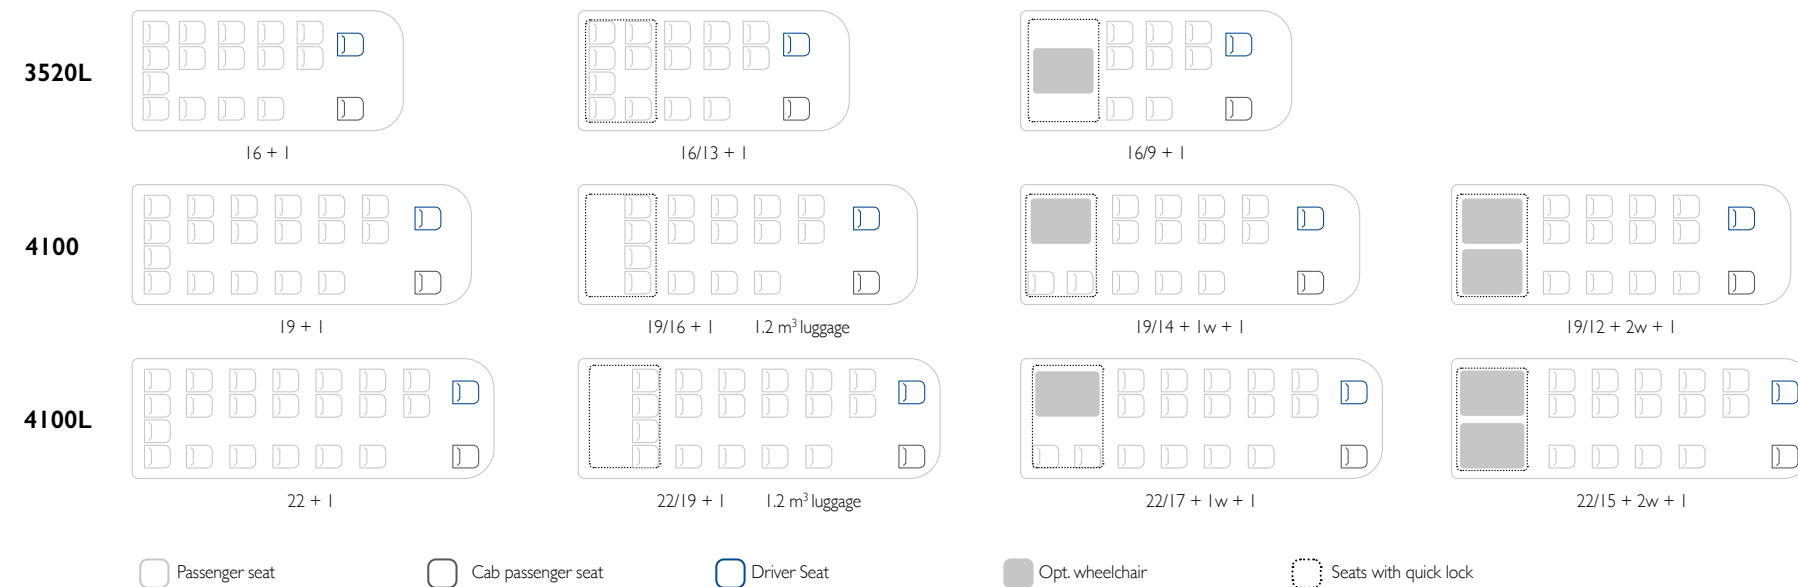 3520L
16 + 1
16/13 + 1
16/9 + 1
4100
19 + 1
19/16 + 1 1.2 m³ luggage
19/14 + 1w + 1
19/12 + 2w + 1
4100L
22 + 1
22/19 + 1 1.2 m³ luggage
22/17 + 1w + 1
22/15 + 2w + 1
Passenger seat
Cab passenger seat
Driver Seat
Opt. wheelchair
Seats with quick lock